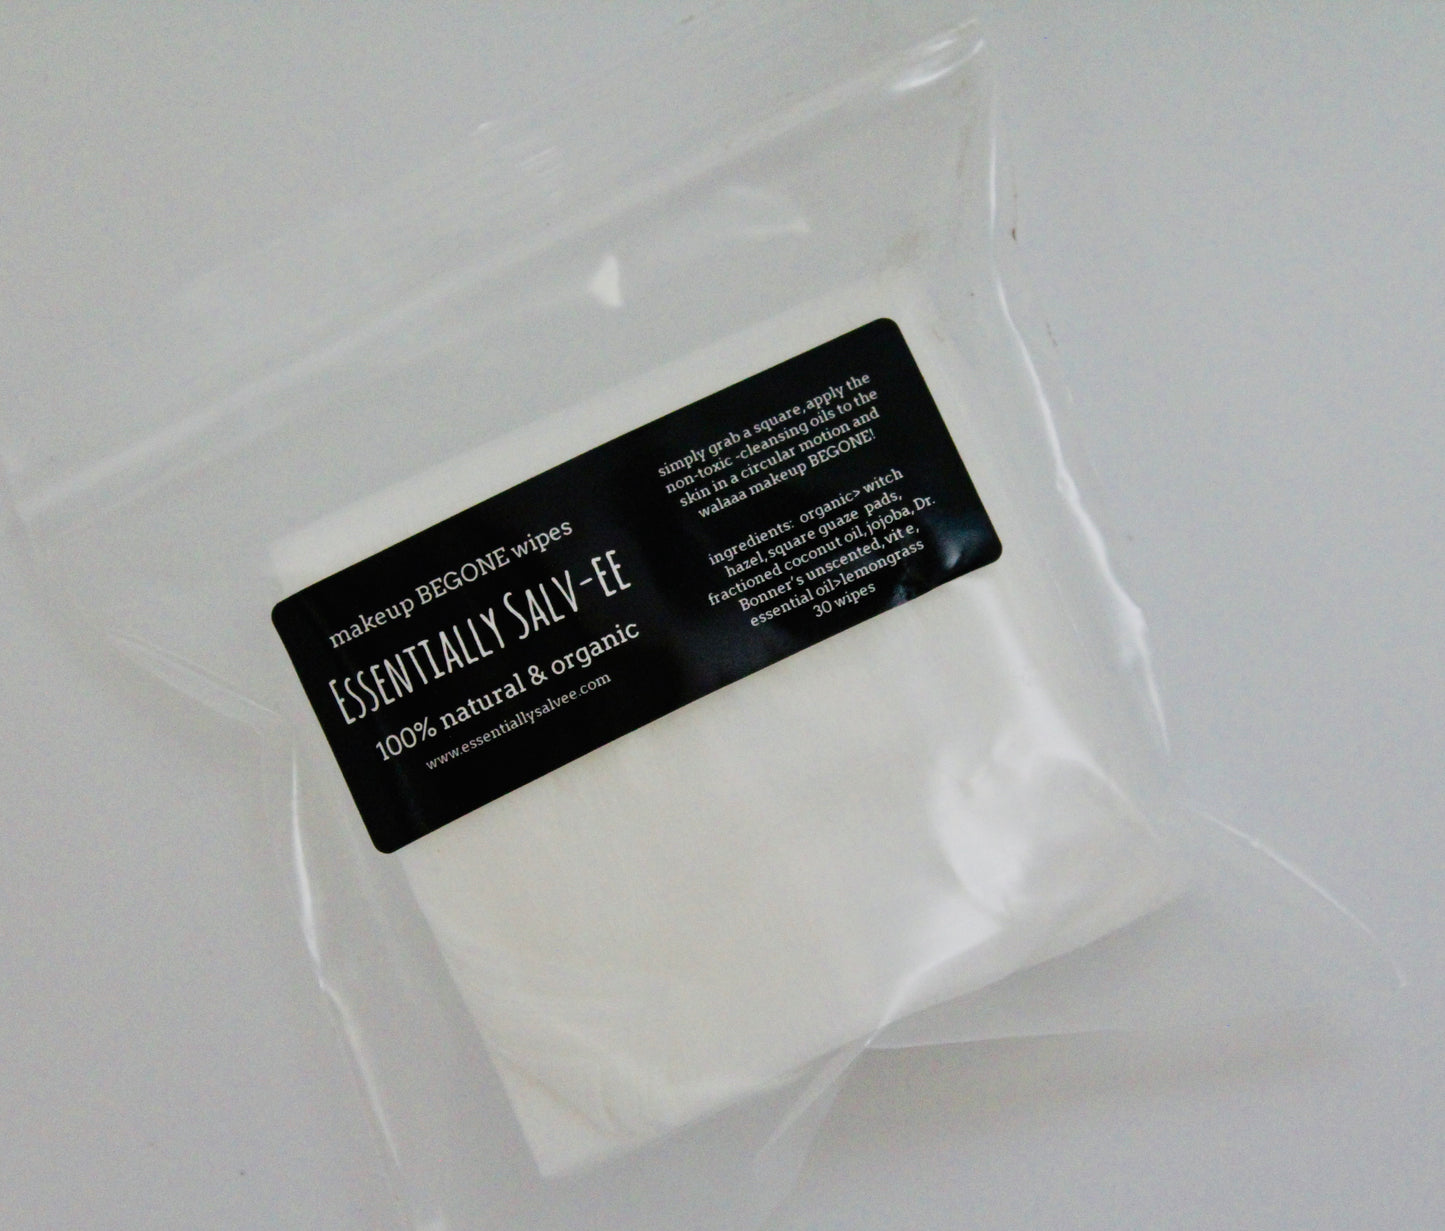 makeup BEGONE wipes
ESSENTIALLY SALV-EE
100% natural & organic
www.essentiallysalvee.com
simply grab a square, apply the
non-toxic -cleansing oils to the
skin in a circular motion and
walaaa makeup BEGONE!
ingredients: organic> witch
hazel, square guaze pads,
fractioned coconut oil, jojoba, Dr.
Bonner's unscented, vit e,
essential oil>lemongrass
30 wipes